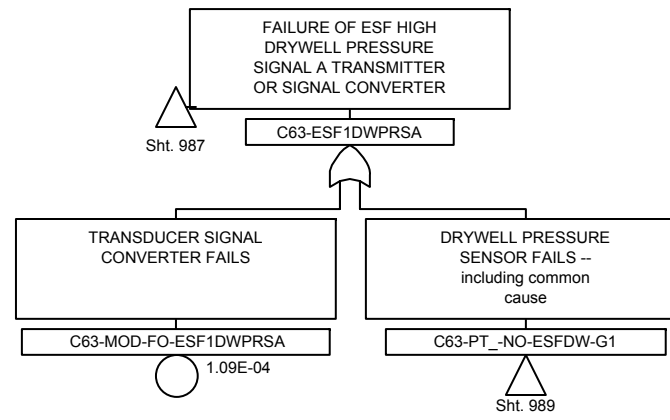 FAILURE OF ESF HIGH
DRYWELL PRESSURE
SIGNAL A TRANSMITTER
OR SIGNAL CONVERTER
Sht. 987
C63-ESF1DWPRSA
TRANSDUCER SIGNAL
CONVERTER FAILS
C63-MOD-FO-ESF1DWPRSA
1.09E-04
DRYWELL PRESSURE
SENSOR FAILS --
including common
cause
C63-PT_-NO-ESFDW-G1
Sht. 989